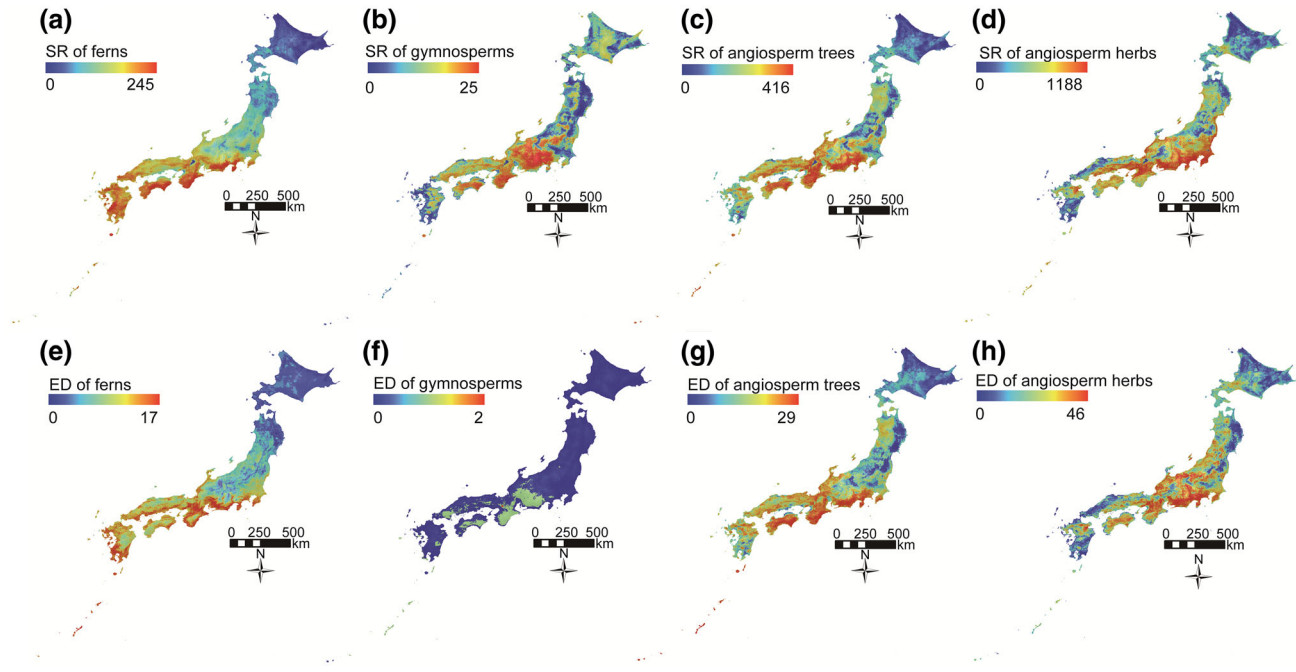 (a)
SR of ferns
0 245
0 250 500
km
N
(b)
SR of gymnosperms
0 25
0 250 500
km
N
(c)
SR of angiosperm trees
0 416
0 250 500
km
N
(d)
SR of angiosperm herbs
0 1188
0 250 500
km
N
(e)
ED of ferns
0 17
0 250 500
km
N
(f)
ED of gymnosperms
0 2
0 250 500
km
N
(g)
ED of angiosperm trees
0 29
0 250 500
km
N
(h)
ED of angiosperm herbs
0 46
0 250 500
km
N